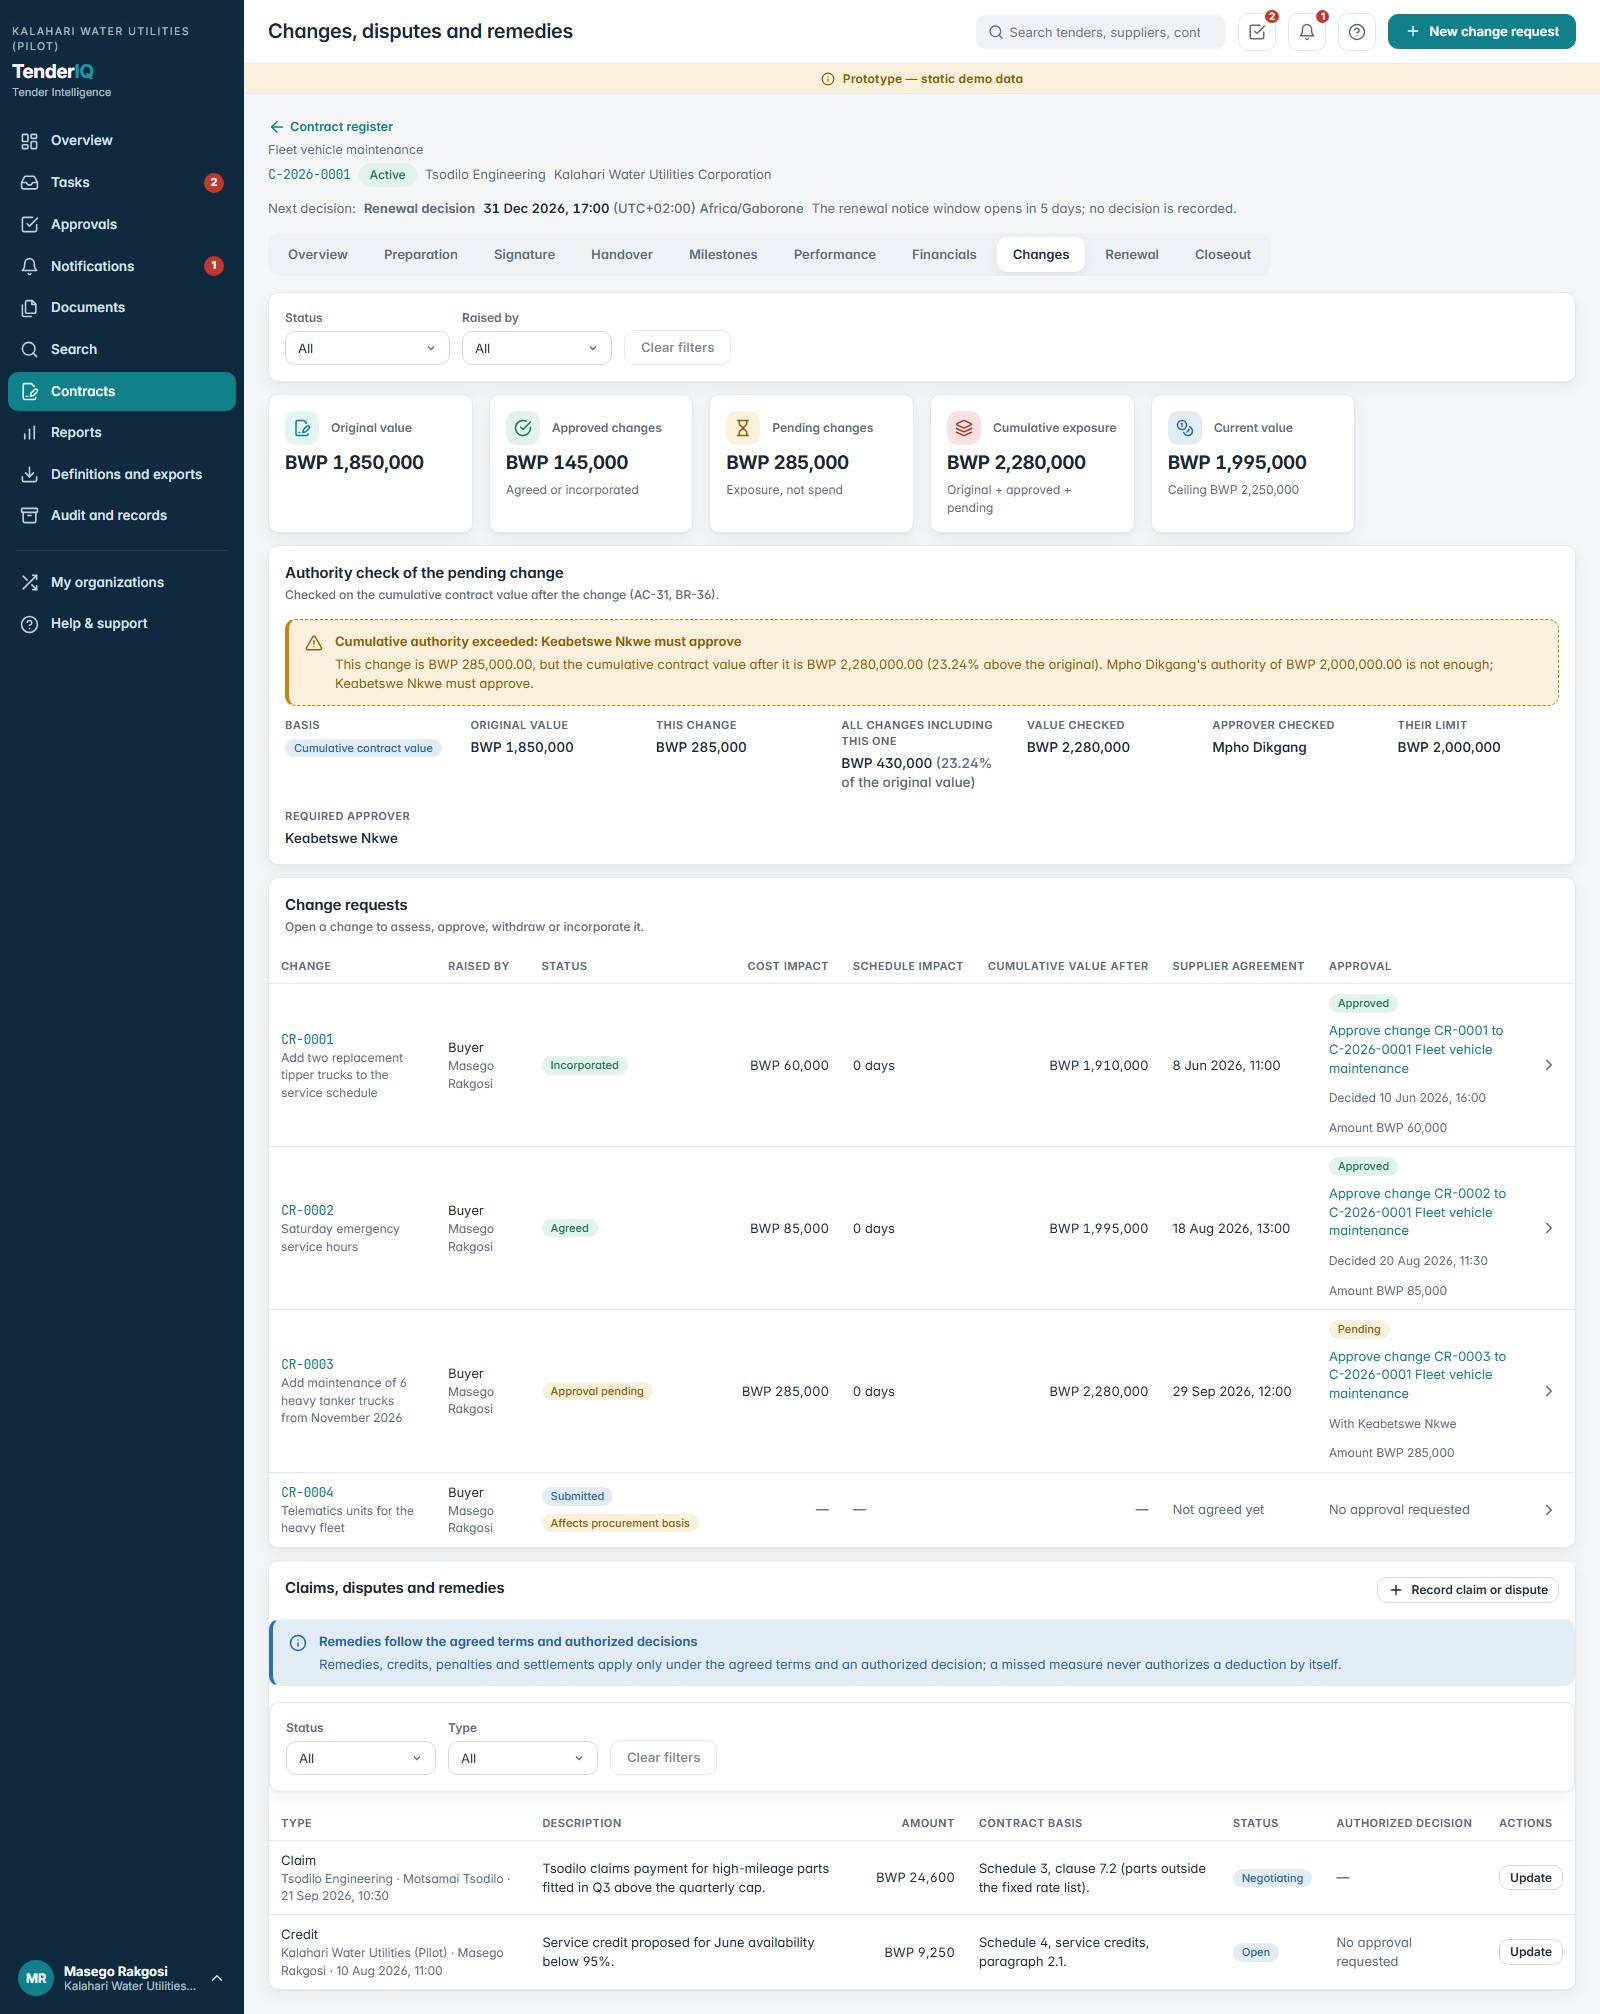 KALAHARI WATER UTILITIES
(PILOT)
TenderIQ
Tender Intelligence
Overview
Tasks 2
Approvals
Notifications 1
Documents
Search
Contracts
Reports
Definitions and exports
Audit and records
My organizations
Help & support
MR Masego Rakgosi
Kalahari Water Utilities...
Changes, disputes and remedies
Search tenders, suppliers, cont
2
1
New change request
Prototype — static demo data
Contract register
Fleet vehicle maintenance
C-2026-0001 Active Tsodilo Engineering Kalahari Water Utilities Corporation
Next decision: Renewal decision 31 Dec 2026, 17:00 (UTC+02:00) Africa/Gaborone The renewal notice window opens in 5 days; no decision is recorded.
Overview Preparation Signature Handover Milestones Performance Financials Changes Renewal Closeout
Status Raised by
All All Clear filters
Original value
BWP 1,850,000
Approved changes
BWP 145,000
Agreed or incorporated
Pending changes
BWP 285,000
Exposure, not spend
Cumulative exposure
BWP 2,280,000
Original + approved +
pending
Current value
BWP 1,995,000
Ceiling BWP 2,250,000
Authority check of the pending change
Checked on the cumulative contract value after the change (AC-31, BR-36).
Cumulative authority exceeded: Keabetswe Nkwe must approve
This change is BWP 285,000.00, but the cumulative contract value after it is BWP 2,280,000.00 (23.24% above the original). Mpho Dikgang's authority of BWP 2,000,000.00 is not enough;
Keabetswe Nkwe must approve.
BASIS
Cumulative contract value
ORIGINAL VALUE
BWP 1,850,000
THIS CHANGE
BWP 285,000
ALL CHANGES INCLUDING
THIS ONE
BWP 430,000 (23.24%
of the original value)
VALUE CHECKED
BWP 2,280,000
APPROVER CHECKED
Mpho Dikgang
THEIR LIMIT
BWP 2,000,000
REQUIRED APPROVER
Keabetswe Nkwe
Change requests
Open a change to assess, approve, withdraw or incorporate it.
CHANGE RAISED BY STATUS COST IMPACT SCHEDULE IMPACT CUMULATIVE VALUE AFTER SUPPLIER AGREEMENT APPROVAL
CR-0001
Add two replacement
tipper trucks to the
service schedule
Buyer
Masego
Rakgosi
Incorporated
BWP 60,000
0 days
BWP 1,910,000
8 Jun 2026, 11:00
Approved
Approve change CR-0001 to
C-2026-0001 Fleet vehicle
maintenance
Decided 10 Jun 2026, 16:00
Amount BWP 60,000
CR-0002
Saturday emergency
service hours
Buyer
Masego
Rakgosi
Agreed
BWP 85,000
0 days
BWP 1,995,000
18 Aug 2026, 13:00
Approved
Approve change CR-0002 to
C-2026-0001 Fleet vehicle
maintenance
Decided 20 Aug 2026, 11:30
Amount BWP 85,000
CR-0003
Add maintenance of 6
heavy tanker trucks
from November 2026
Buyer
Masego
Rakgosi
Approval pending
BWP 285,000
0 days
BWP 2,280,000
29 Sep 2026, 12:00
Pending
Approve change CR-0003 to
C-2026-0001 Fleet vehicle
maintenance
With Keabetswe Nkwe
Amount BWP 285,000
CR-0004
Telematics units for the
heavy fleet
Buyer
Masego
Rakgosi
Submitted
Affects procurement basis
—
—
—
Not agreed yet
No approval requested
Claims, disputes and remedies
Record claim or dispute
Remedies follow the agreed terms and authorized decisions
Remedies, credits, penalties and settlements apply only under the agreed terms and an authorized decision; a missed measure never authorizes a deduction by itself.
Status Type
All All Clear filters
TYPE DESCRIPTION AMOUNT CONTRACT BASIS STATUS AUTHORIZED DECISION ACTIONS
Claim
Tsodilo Engineering · Motsamai Tsodilo ·
21 Sep 2026, 10:30
Tsodilo claims payment for high-mileage parts
fitted in Q3 above the quarterly cap.
BWP 24,600
Schedule 3, clause 7.2 (parts outside
the fixed rate list).
Negotiating
—
Update
Credit
Kalahari Water Utilities (Pilot) · Masego
Rakgosi · 10 Aug 2026, 11:00
Service credit proposed for June availability
below 95%.
BWP 9,250
Schedule 4, service credits,
paragraph 2.1.
Open
No approval
requested
Update